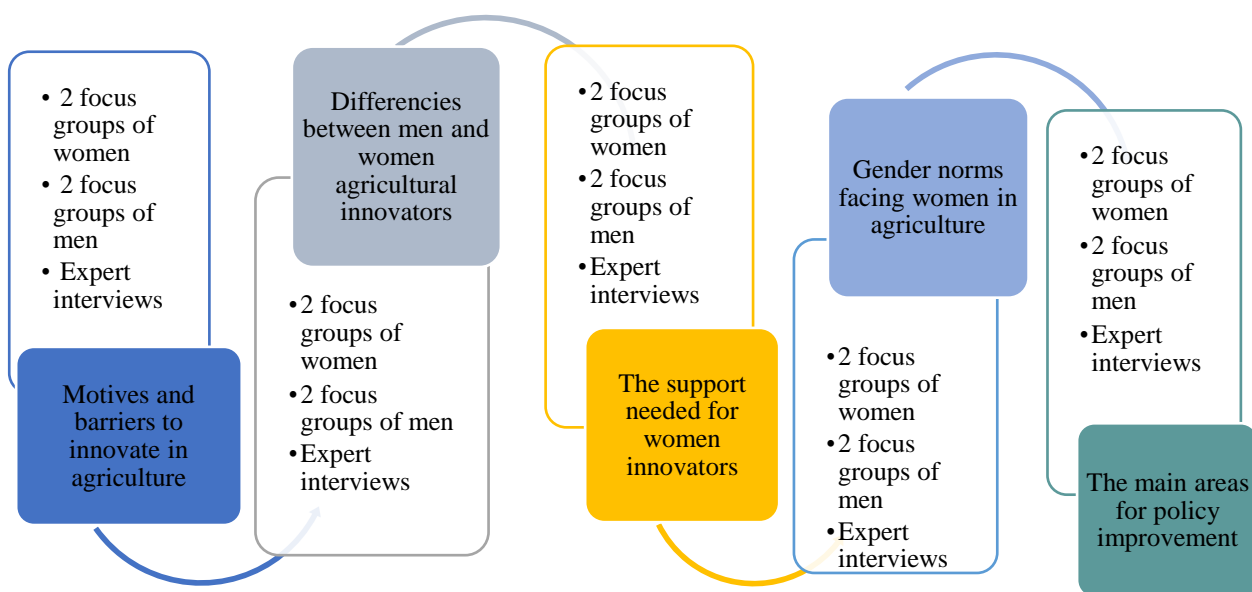 • 2 focus
groups of
women
• 2 focus
groups of
men
• Expert
interviews
Motives and
barriers to
innovate in
agriculture
Differencies
between men and
women
agricultural
innovators
•2 focus
groups of
women
•2 focus
groups of men
•Expert
interviews
•2 focus
groups of
women
•2 focus
groups of
men
•Expert
interviews
The support
needed for
women
innovators
Gender norms
facing women in
agriculture
•2 focus
groups of
women
•2 focus
groups of
men
•Expert
interviews
•2 focus
groups of
women
•2 focus
groups of
men
•Expert
interviews
The main areas
for policy
improvement